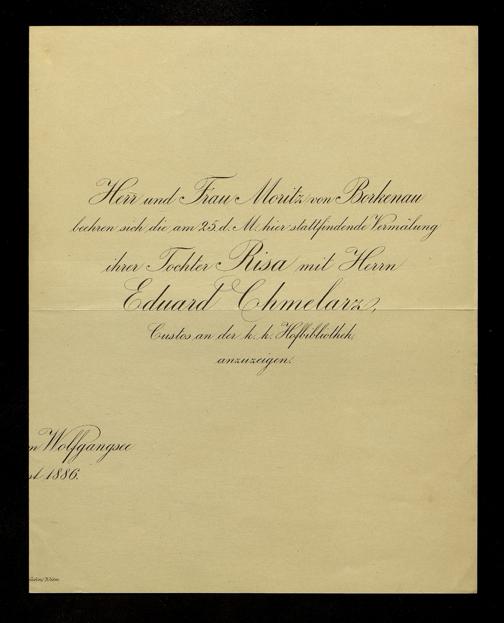 Herr und Frau Moritz von Borkenau
beehren sich die am 25. d. M. hier stattfindende Vermälung
ihrer Tochter Risa mit Herrn
Eduard Chmelarz,
Custos an der k. k. Hofbibliothek,
anzuzeigen.
m Wolfgangsee
st 1886.